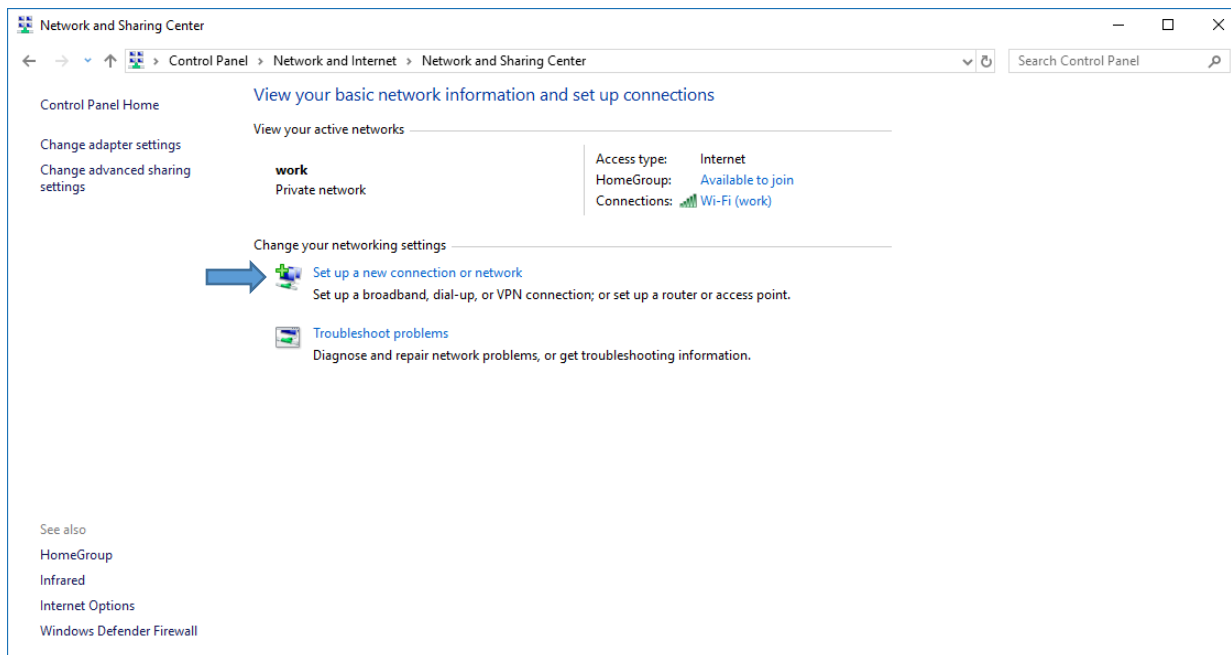 Network and Sharing Center
Control Panel > Network and Internet > Network and Sharing Center
Search Control Panel
Control Panel Home
Change adapter settings
Change advanced sharing
settings
View your basic network information and set up connections
View your active networks
work
Private network
Access type: Internet
HomeGroup: Available to join
Connections: Wi-Fi (work)
Change your networking settings
Set up a new connection or network
Set up a broadband, dial-up, or VPN connection; or set up a router or access point.
Troubleshoot problems
Diagnose and repair network problems, or get troubleshooting information.
See also
HomeGroup
Infrared
Internet Options
Windows Defender Firewall